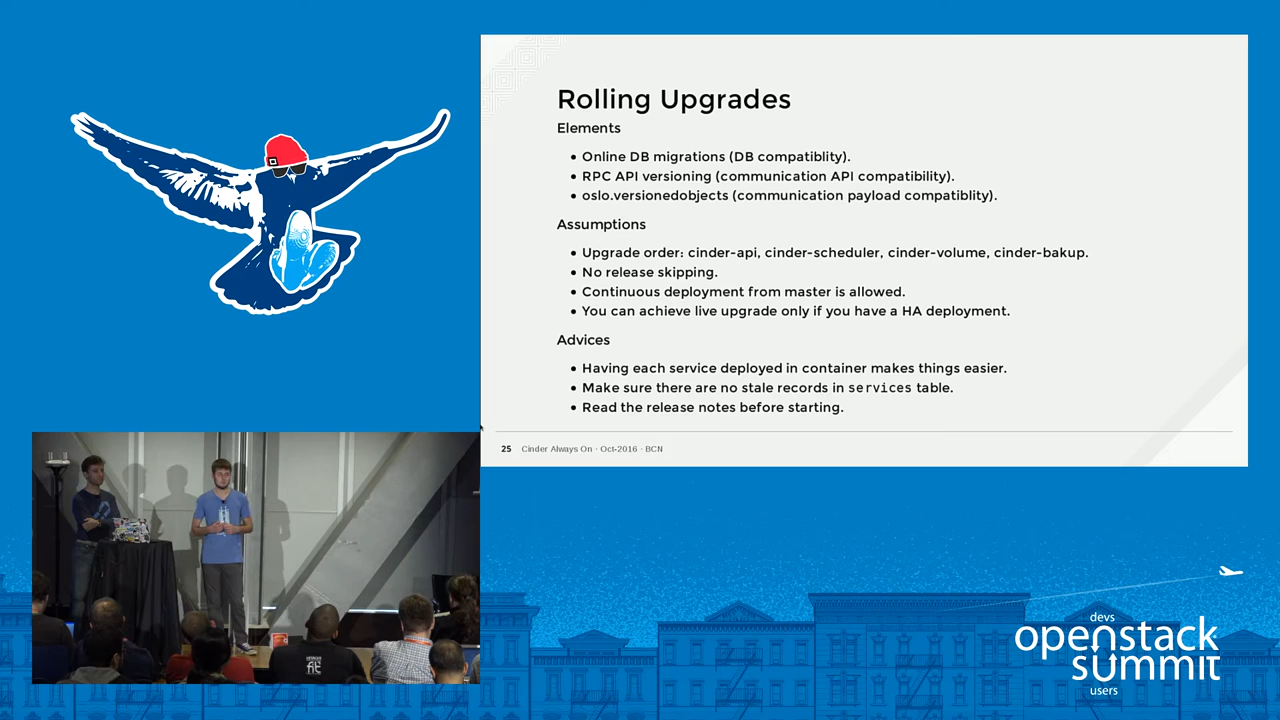 Rolling Upgrades
Elements
• Online DB migrations (DB compatiblity).
• RPC API versioning (communication API compatibility).
• oslo.versionedobjects (communication payload compatiblity).
Assumptions
• Upgrade order: cinder-api, cinder-scheduler, cinder-volume, cinder-bakup.
• No release skipping.
• Continuous deployment from master is allowed.
• You can achieve live upgrade only if you have a HA deployment.
Advices
• Having each service deployed in container makes things easier.
• Make sure there are no stale records in services table.
• Read the release notes before starting.
25 Cinder Always On · Oct-2016 · BCN
fit
devs
openstack
summit
users